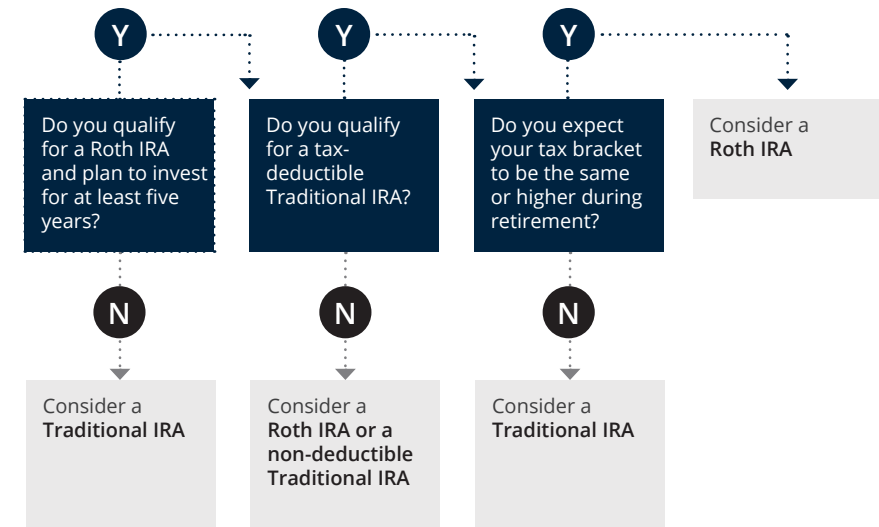 Y
Y
Y
Do you qualify
for a Roth IRA
and plan to invest
for at least five
years?
Do you qualify
for a tax-
deductible
Traditional IRA?
Do you expect
your tax bracket
to be the same
or higher during
retirement?
Consider a
Roth IRA
N
N
N
Consider a
Traditional IRA
Consider a
Roth IRA or a
non-deductible
Traditional IRA
Consider a
Traditional IRA